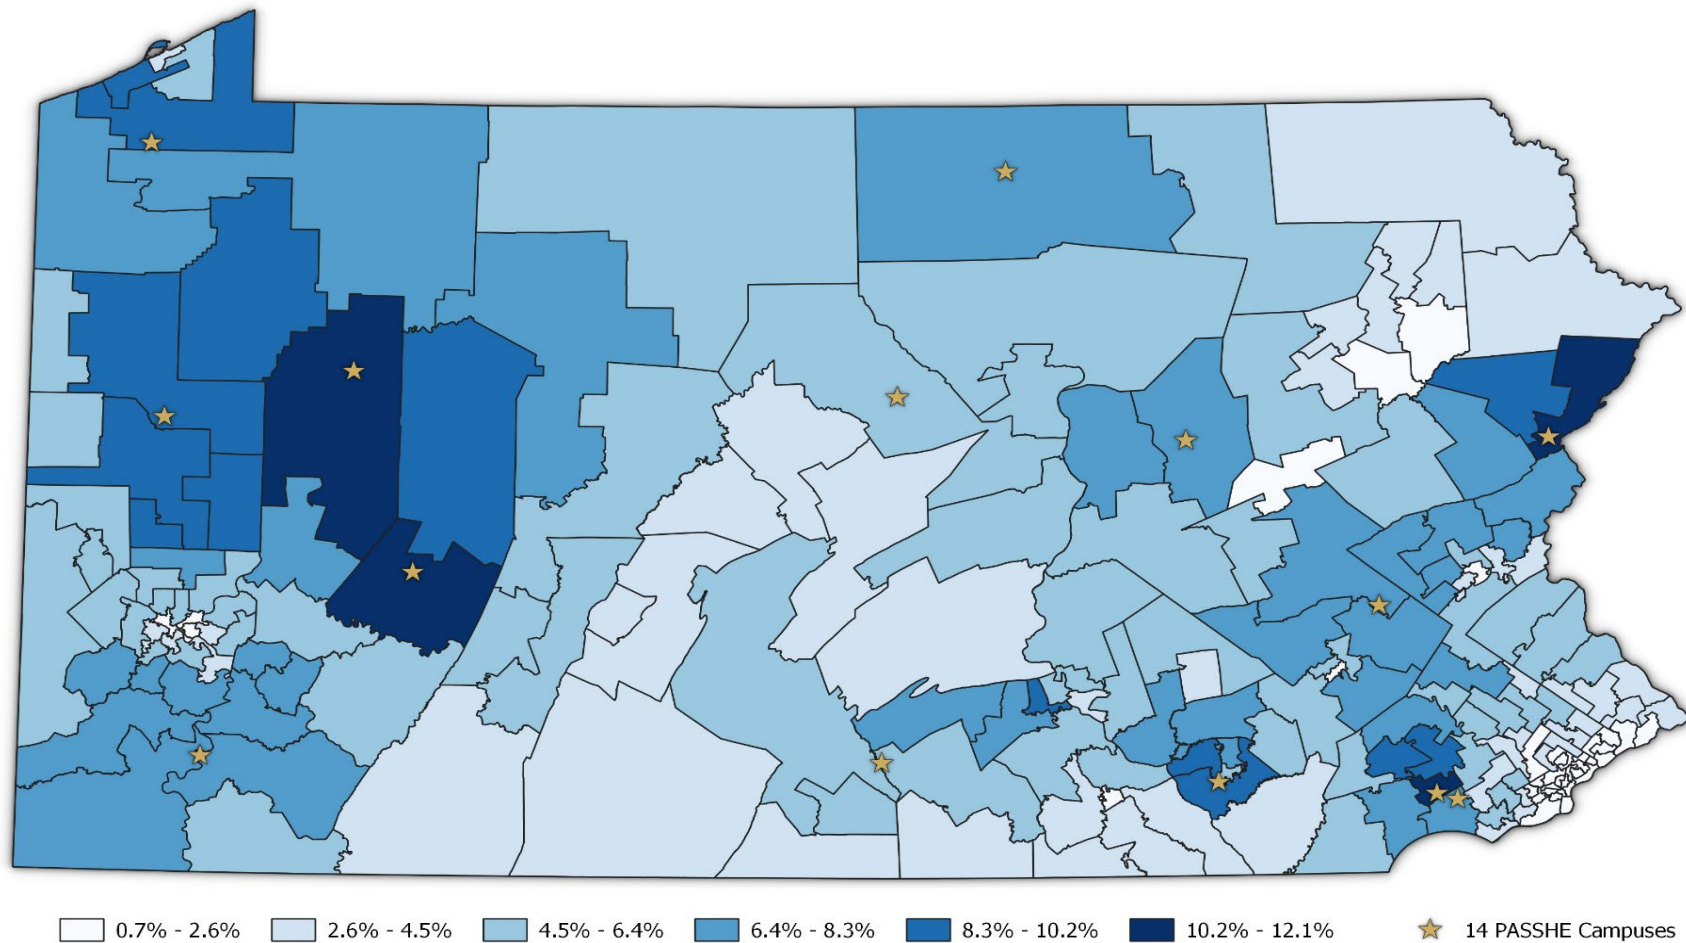 0.7% - 2.6% 2.6% - 4.5% 4.5% - 6.4% 6.4% - 8.3% 8.3% - 10.2% 10.2% - 12.1% 14 PASSHE Campuses